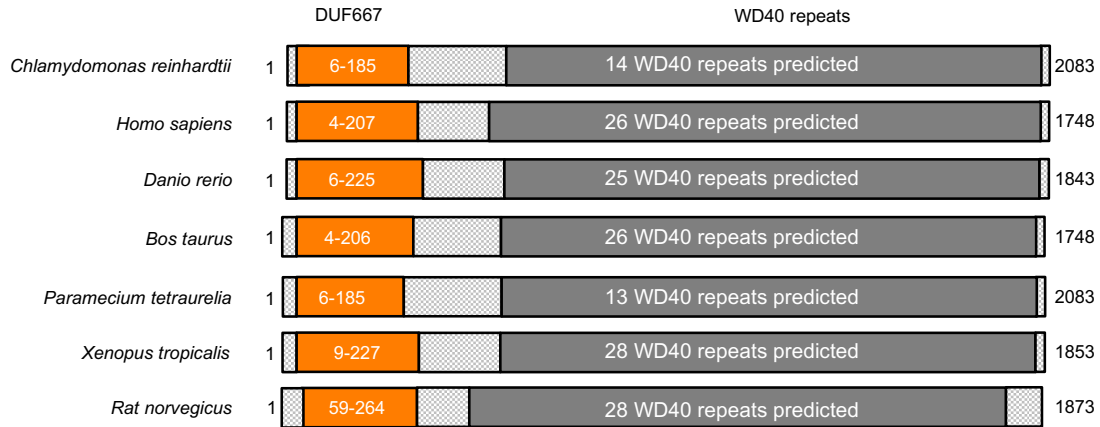 DUF667 WD40 repeats
Chlamydomonas reinhardtii 1 6-185 14 WD40 repeats predicted 2083
Homo sapiens 1 4-207 26 WD40 repeats predicted 1748
Danio rerio 1 6-225 25 WD40 repeats predicted 1843
Bos taurus 1 4-206 26 WD40 repeats predicted 1748
Paramecium tetraurelia 1 6-185 13 WD40 repeats predicted 2083
Xenopus tropicalis 1 9-227 28 WD40 repeats predicted 1853
Rat norvegicus 1 59-264 28 WD40 repeats predicted 1873